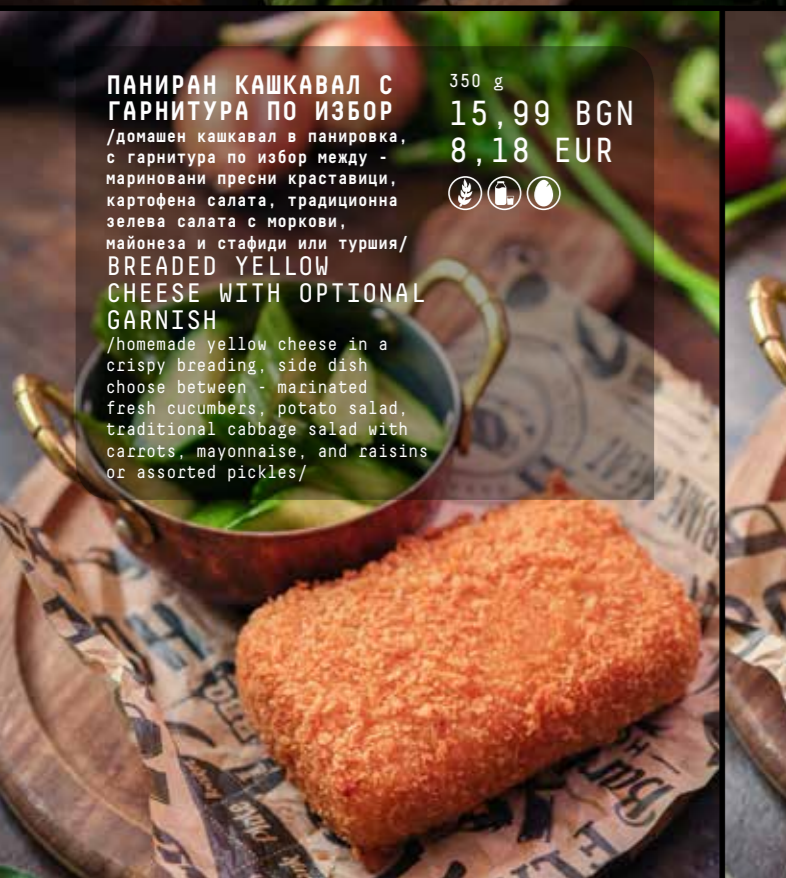 ПАНИРАН КАШКАВАЛ С
ГАРНИТУРА ПО ИЗБОР
/домашен кашкавал в панировка,
с гарнитура по избор между -
мариновани пресни краставици,
картофена салата, традиционна
зелева салата с моркови,
майонеза и стафиди или туршия/
BREADED YELLOW
CHEESE WITH OPTIONAL
GARNISH
/homemade yellow cheese in a
crispy breading, side dish
choose between - marinated
fresh cucumbers, potato salad,
traditional cabbage salad with
carrots, mayonnaise, and raisins
or assorted pickles/
350 g
15,99 BGN
8,18 EUR